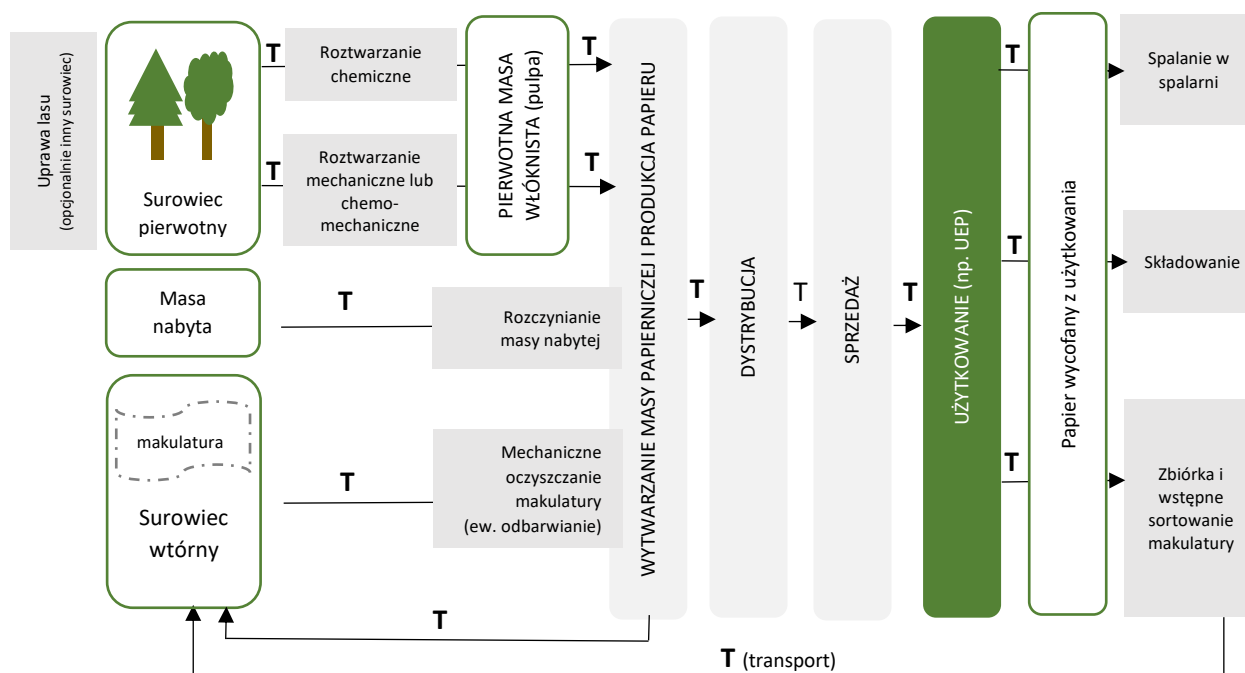 Uprawa lasu
(opcjonalnie inny surowiec)
Surowiec
pierwotny
T
Roztwarzanie
chemiczne
T
Roztwarzanie
mechaniczne lub
chemo-
mechaniczne
PIERWOTNA MASA
WŁÓKNISTA (pulpa)
T
T
Masa
nabyta
T
Rozczynianie
masy nabytej
makulatura
Surowiec
wtórny
T
Mechaniczne
oczyszczanie
makulatury
(ew. odbarwianie)
T
WYTWARZANIE MASY PAPIERNICZEJ I PRODUKCJA PAPIERU
T
DYSTRYBUCJA
T
SPRZEDAŻ
T
UŻYTKOWANIE (np. UEP)
T
T
T
Papier wycofany z użytkowania
Spalanie w
spalarni
Składowanie
Zbiórka i
wstępne
sortowanie
makulatury
T (transport)